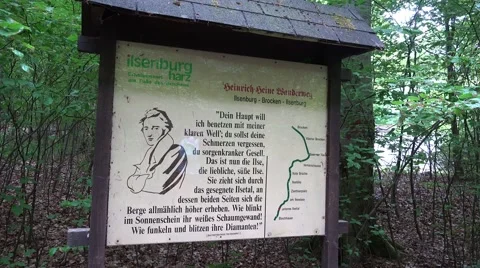 ilsenburg
harz
Heinrich Heine Wanderweg
Ilsenburg - Brocken - Ilsenburg
"Dein Haupt will
ich benetzen mit meiner
klaren Well'; du sollst deine
Schmerzen vergessen,
du sorgenkranker Gesell.
Das ist nun die Ilse,
die liebliche, süße Ilse.
Sie zieht sich durch
das gesegnete Ilsetal, an
dessen beiden Seiten sich die
Berge allmählich höher erheben. Wie blinkt
im Sonnenschein ihr weißes Schaumgewand!
Wie funkeln und blitzen ihre Diamanten!"